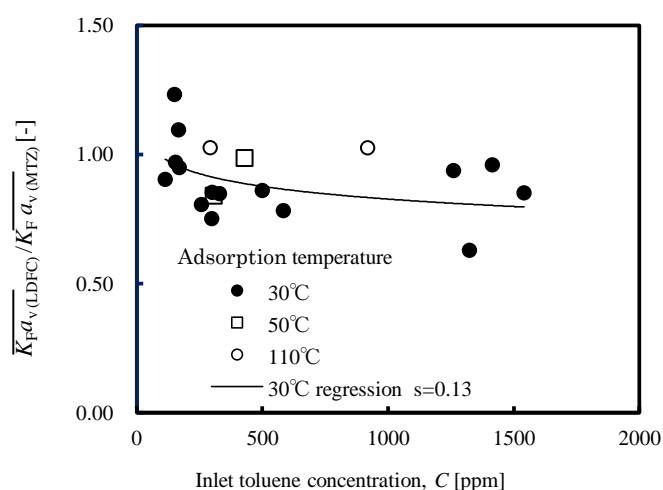 1.50
1.00
0.50
0.00
K_F a_v (LDFC) / K_F a_v (MTZ) [-]
Adsorption temperature
30℃
50℃
110℃
30℃ regression s=0.13
0 500 1000 1500 2000
Inlet toluene concentration, C [ppm]